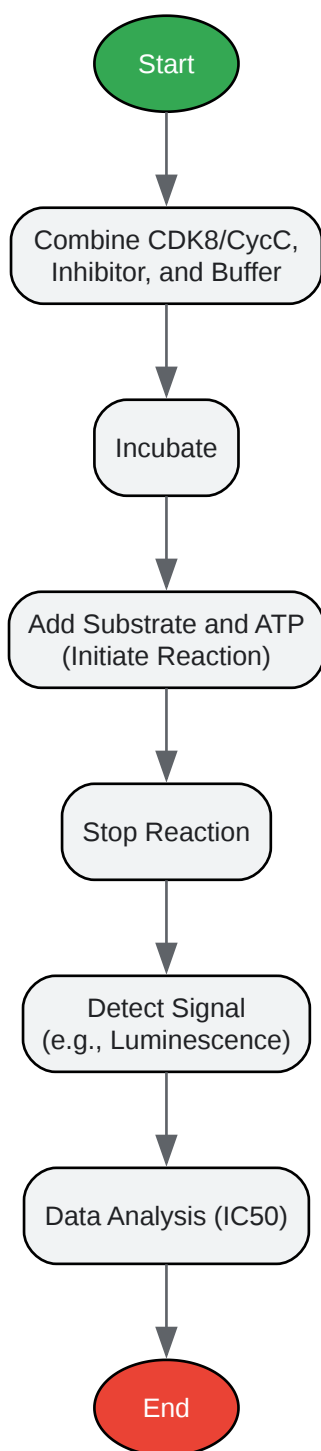 Start
Combine CDK8/CycC,
Inhibitor, and Buffer
Incubate
Add Substrate and ATP
(Initiate Reaction)
Stop Reaction
Detect Signal
(e.g., Luminescence)
Data Analysis (IC50)
End